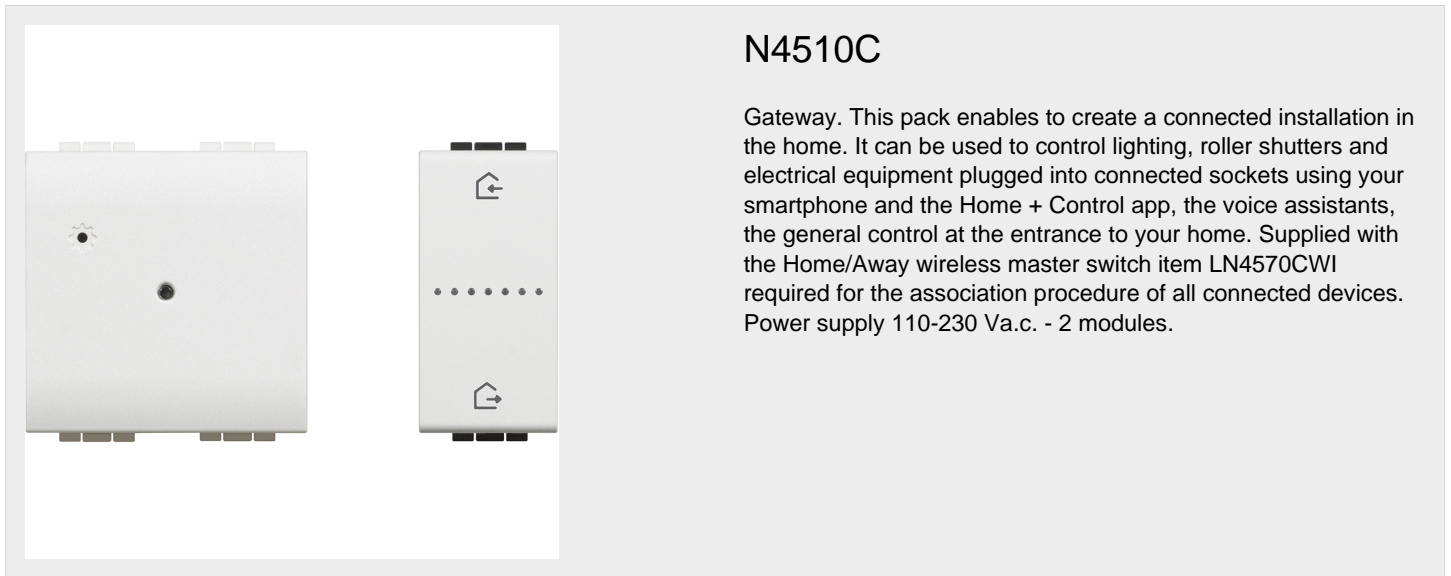 N4510C
Gateway. This pack enables to create a connected installation in
the home. It can be used to control lighting, roller shutters and
electrical equipment plugged into connected sockets using your
smartphone and the Home + Control app, the voice assistants,
the general control at the entrance to your home. Supplied with
the Home/Away wireless master switch item LN4570CWI
required for the association procedure of all connected devices.
Power supply 110-230 Va.c. - 2 modules.